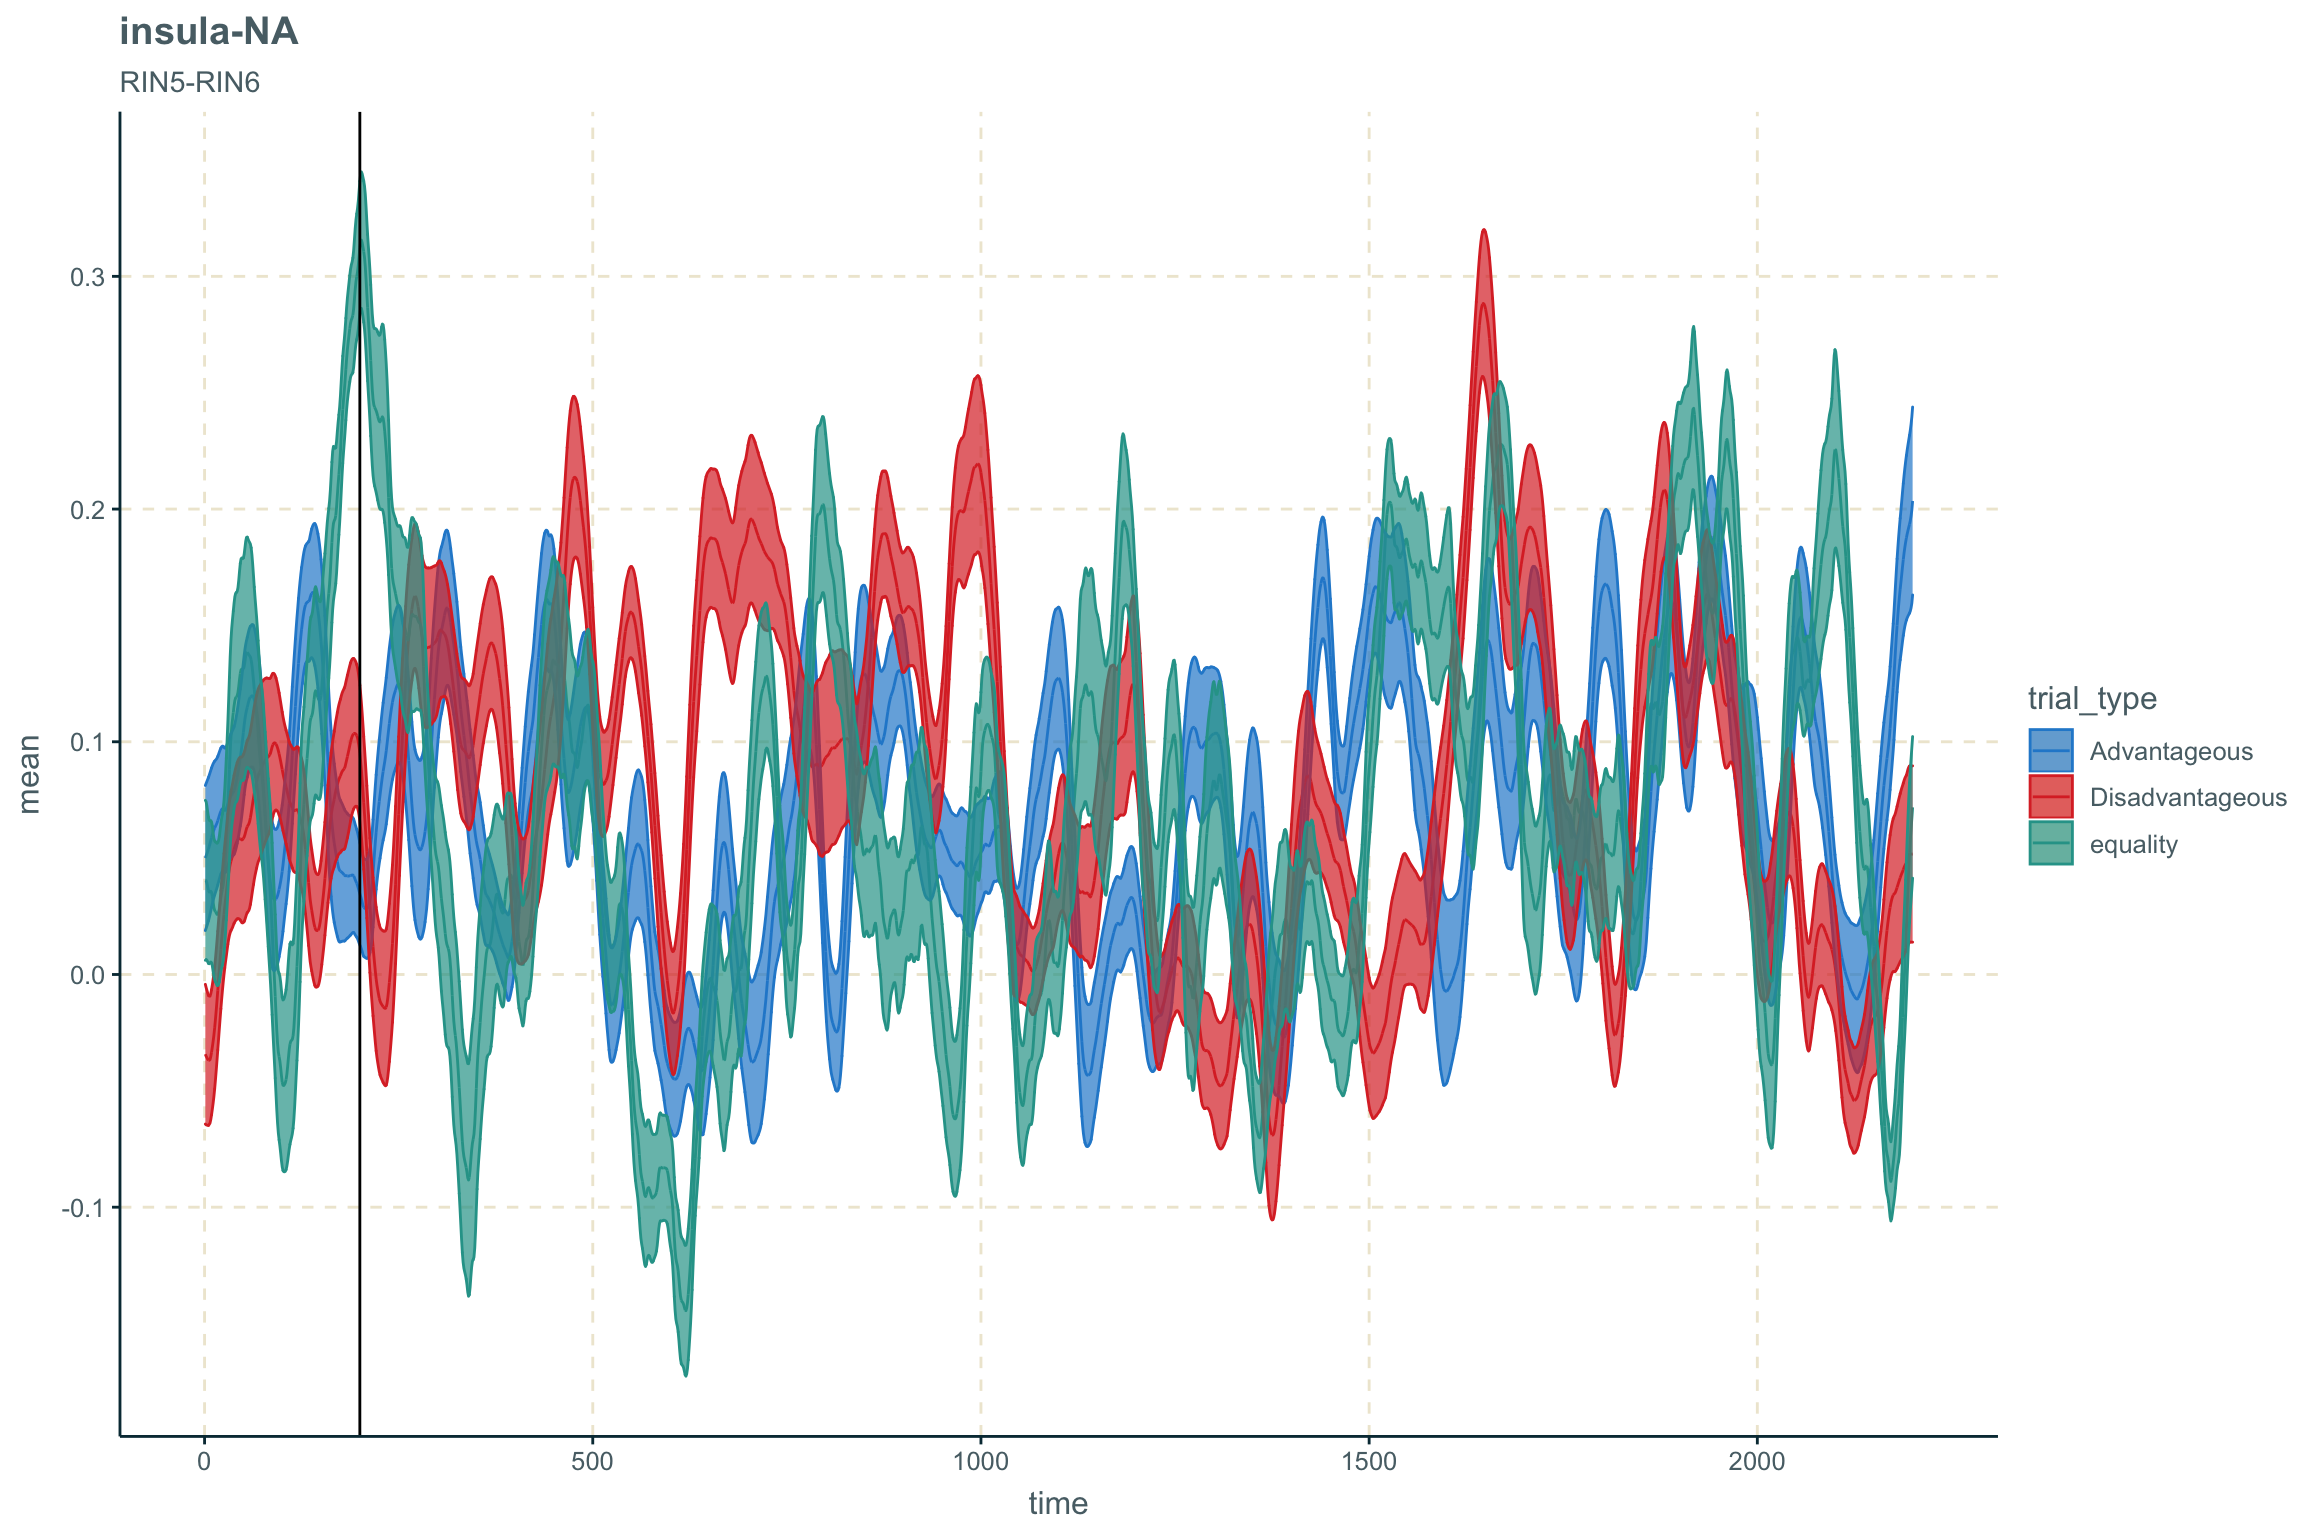 insula-NA
RIN5-RIN6
mean
0.3
0.2
0.1
0.0
-0.1
0
500
1000
1500
2000
time
trial_type
Advantageous
Disadvantageous
equality